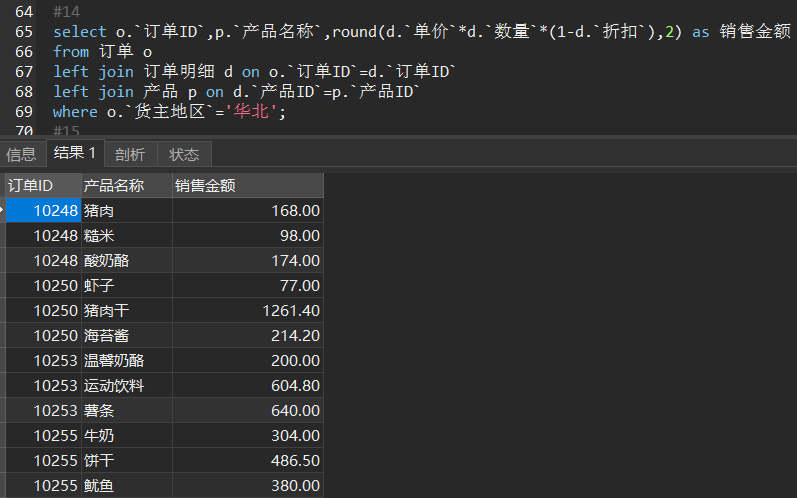 64 #14
65 select o.`订单ID`,p.`产品名称`,round(d.`单价`*d.`数量`*(1-d.`折扣`),2) as 销售金额
66 from 订单 o
67 left join 订单明细 d on o.`订单ID`=d.`订单ID`
68 left join 产品 p on d.`产品ID`=p.`产品ID`
69 where o.`货主地区`='华北';
70 #15
信息 结果 1 剖析 状态
订单ID 产品名称 销售金额
10248 猪肉 168.00
10248 糙米 98.00
10248 酸奶酪 174.00
10250 虾子 77.00
10250 猪肉干 1261.40
10250 海苔酱 214.20
10253 温馨奶酪 200.00
10253 运动饮料 604.80
10253 薯条 640.00
10255 牛奶 304.00
10255 饼干 486.50
10255 鱿鱼 380.00